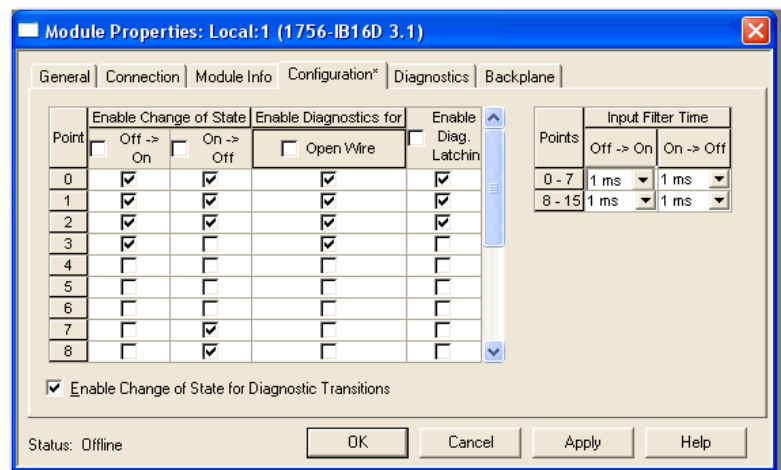 Module Properties: Local:1 (1756-IB16D 3.1)
General Connection Module Info Configuration* Diagnostics Backplane
Enable Change of State Enable Diagnostics for Enable Diag. Latchin
Point Off -> On On -> Off Open Wire
0
1
2
3
4
5
6
7
8
Input Filter Time
Points Off -> On On -> Off
0 - 7 1 ms 1 ms
8 - 15 1 ms 1 ms
Enable Change of State for Diagnostic Transitions
Status: Offline OK Cancel Apply Help